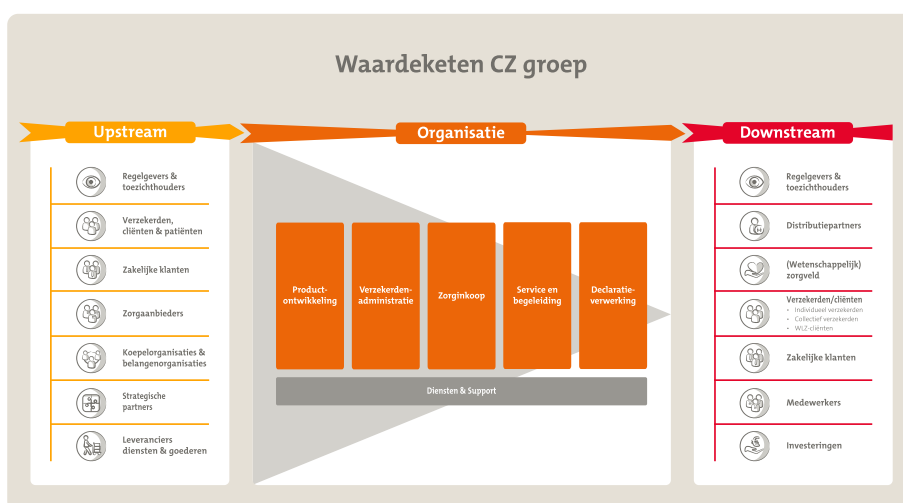 Waardeketen CZ groep
Upstream
Regelgevers &
toezichthouders
Verzekerden,
cliënten & patiënten
Zakelijke klanten
Zorgaanbieders
Koepelorganisaties &
belangenorganisaties
Strategische
partners
Leveranciers
diensten & goederen
Organisatie
Product-
ontwikkeling
Verzekerden-
administratie
Zorginkoop
Service en
begeleiding
Declaratie-
verwerking
Diensten & Support
Downstream
Regelgevers &
toezichthouders
Distributiepartners
(Wetenschappelijk)
zorgveld
Verzekerden/cliënten
• Individueel verzekerden
• Collectief verzekerden
• WLZ-cliënten
Zakelijke klanten
Medewerkers
Investeringen